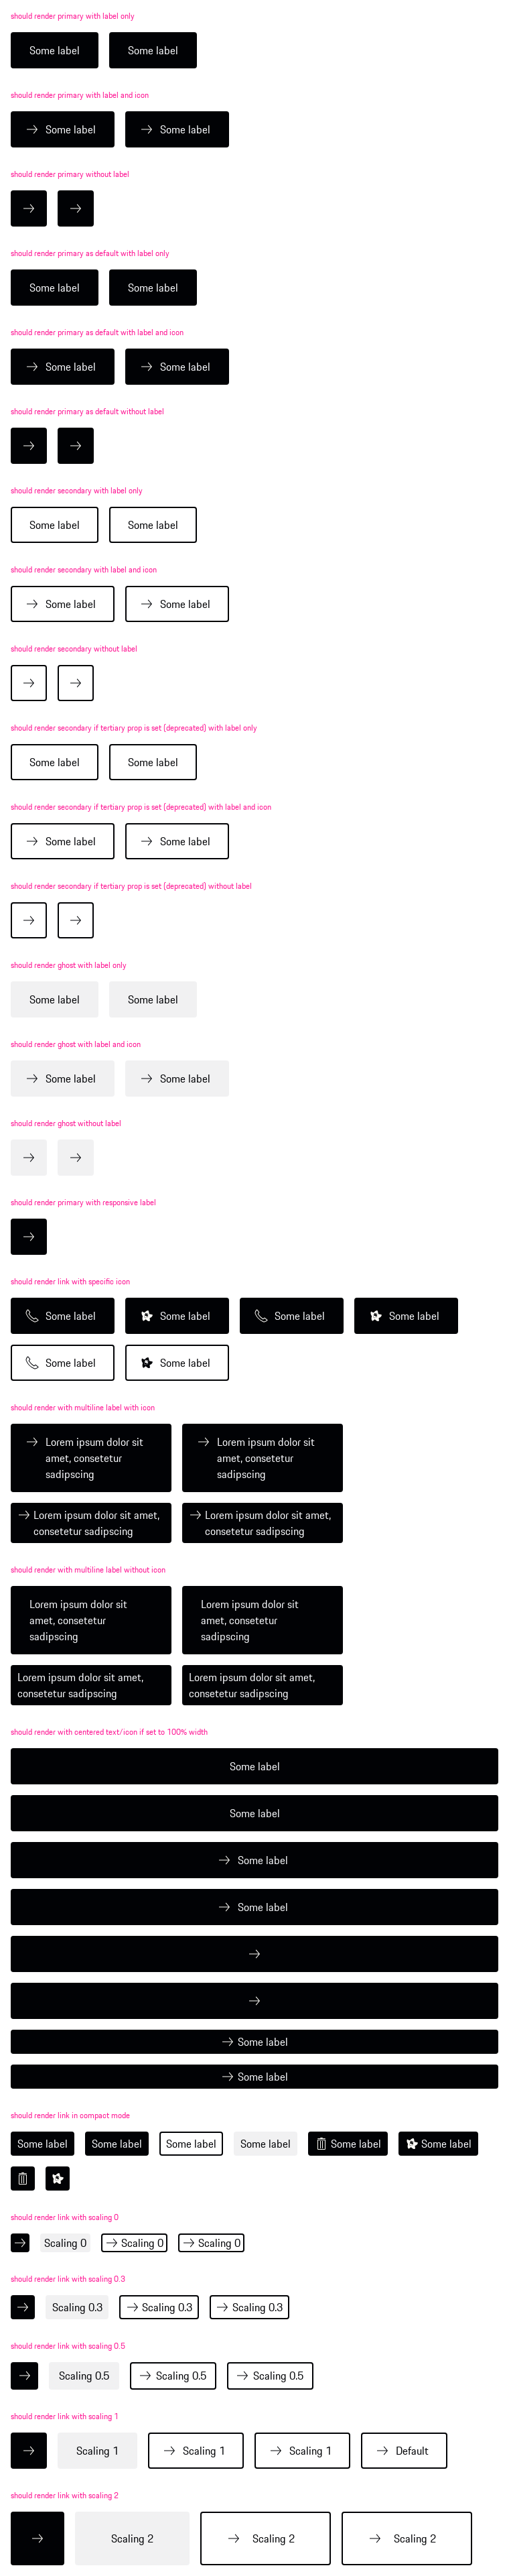 should render primary with label only
Some label Some label
should render primary with label and icon
Some label Some label
should render primary without label
should render primary as default with label only
Some label Some label
should render primary as default with label and icon
Some label Some label
should render primary as default without label
should render secondary with label only
Some label Some label
should render secondary with label and icon
Some label Some label
should render secondary without label
should render secondary if tertiary prop is set (deprecated) with label only
Some label Some label
should render secondary if tertiary prop is set (deprecated) with label and icon
Some label Some label
should render secondary if tertiary prop is set (deprecated) without label
should render ghost with label only
Some label Some label
should render ghost with label and icon
Some label Some label
should render ghost without label
should render primary with responsive label
should render link with specific icon
Some label Some label Some label Some label
Some label Some label
should render with multiline label with icon
Lorem ipsum dolor sit Lorem ipsum dolor sit
amet, consetetur amet, consetetur
sadipscing sadipscing
Lorem ipsum dolor sit amet, Lorem ipsum dolor sit amet,
consetetur sadipscing consetetur sadipscing
should render with multiline label without icon
Lorem ipsum dolor sit Lorem ipsum dolor sit
amet, consetetur amet, consetetur
sadipscing sadipscing
Lorem ipsum dolor sit amet, Lorem ipsum dolor sit amet,
consetetur sadipscing consetetur sadipscing
should render with centered text/icon if set to 100% width
Some label
Some label
Some label
Some label
Some label
Some label
should render link in compact mode
Some label Some label Some label Some label Some label Some label
should render link with scaling 0
Scaling 0 Scaling 0 Scaling 0
should render link with scaling 0.3
Scaling 0.3 Scaling 0.3 Scaling 0.3
should render link with scaling 0.5
Scaling 0.5 Scaling 0.5 Scaling 0.5
should render link with scaling 1
Scaling 1 Scaling 1 Scaling 1 Default
should render link with scaling 2
Scaling 2 Scaling 2 Scaling 2